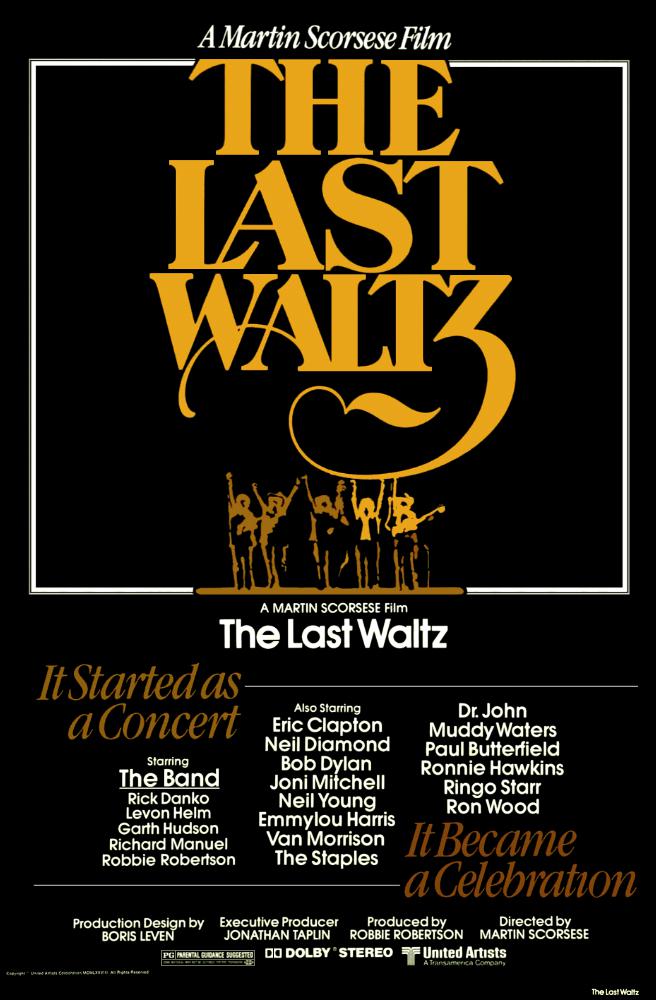 A Martin Scorsese Film
THE
LAST
WALTZ
A MARTIN SCORSESE Film
The Last Waltz
It Started as
a Concert
Starring
The Band
Rick Danko
Levon Helm
Garth Hudson
Richard Manuel
Robbie Robertson
Also Starring
Eric Clapton
Neil Diamond
Bob Dylan
Joni Mitchell
Neil Young
Emmylou Harris
Van Morrison
The Staples
Dr. John
Muddy Waters
Paul Butterfield
Ronnie Hawkins
Ringo Starr
Ron Wood
It Became
a Celebration
Production Design by
BORIS LEVEN
Executive Producer
JONATHAN TAPLIN
Produced by
ROBBIE ROBERTSON
Directed by
MARTIN SCORSESE
PG PARENTAL GUIDANCE SUGGESTED
DOLBY STEREO
United Artists
A Transamerica Company
The Last Waltz